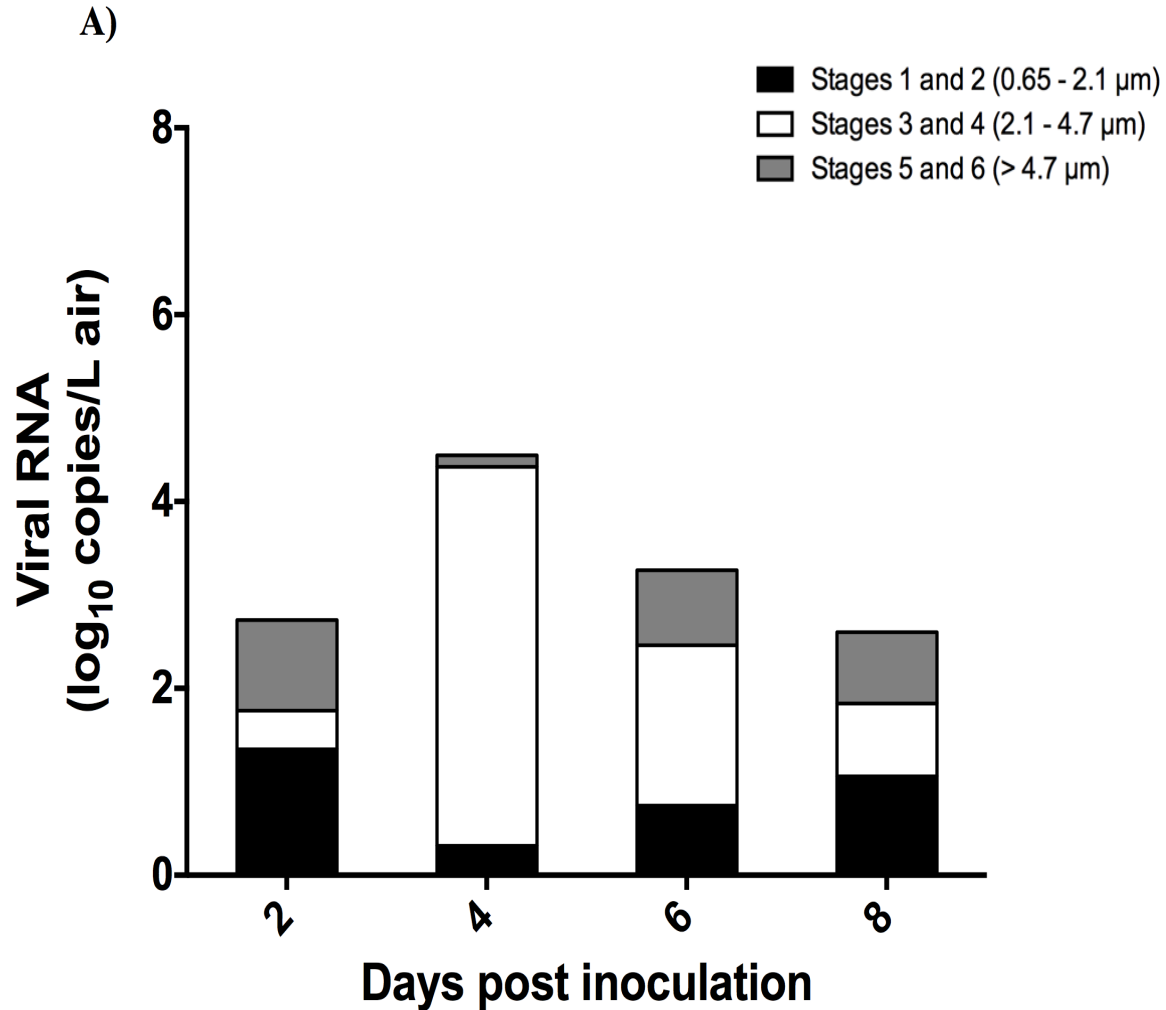 A)
Stages 1 and 2 (0.65 - 2.1 µm)
Stages 3 and 4 (2.1 - 4.7 µm)
Stages 5 and 6 (> 4.7 µm)
Viral RNA
(log10 copies/L air)
8
6
4
2
0
2 4 6 8
Days post inoculation